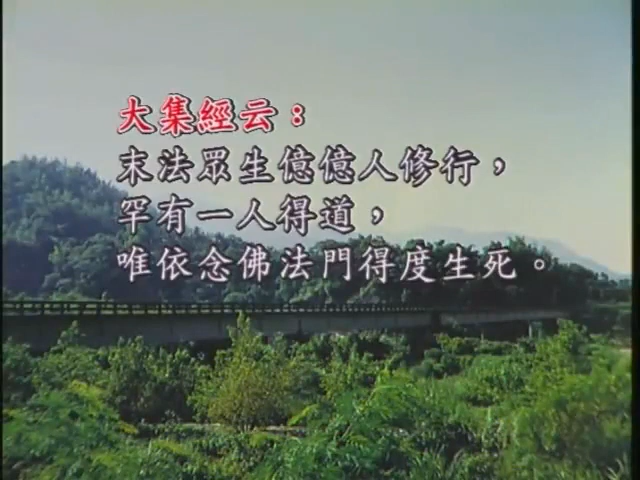 大集經云：
末法眾生億億人修行，
罕有一人得道，
唯依念佛法門得度生死。